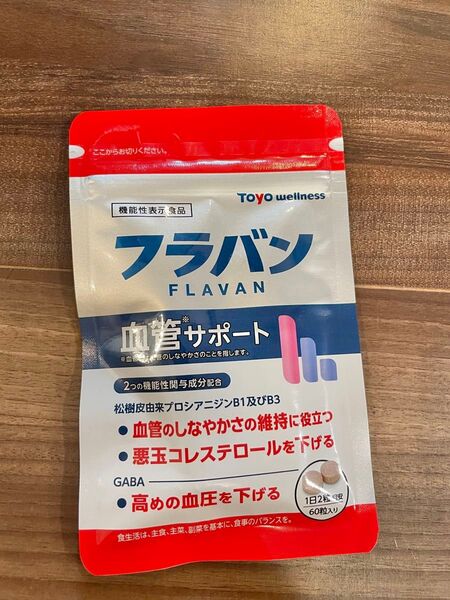 ここからお切りください。
TOYO wellness
機能性表示食品
フラバン
FLAVAN
血管※サポート
のしなやかさのことを指します。
2つの機能性関与成分配合
松樹皮由来プロシアニジンB1及びB3
• 血管のしなやかさの維持に役立つ
• 悪玉コレステロールを下げる
GABA
• 高めの血圧を下げる
1日2粒目安
60粒入り
食生活は、主食、主菜、副菜を基本に、食事のバランスを。